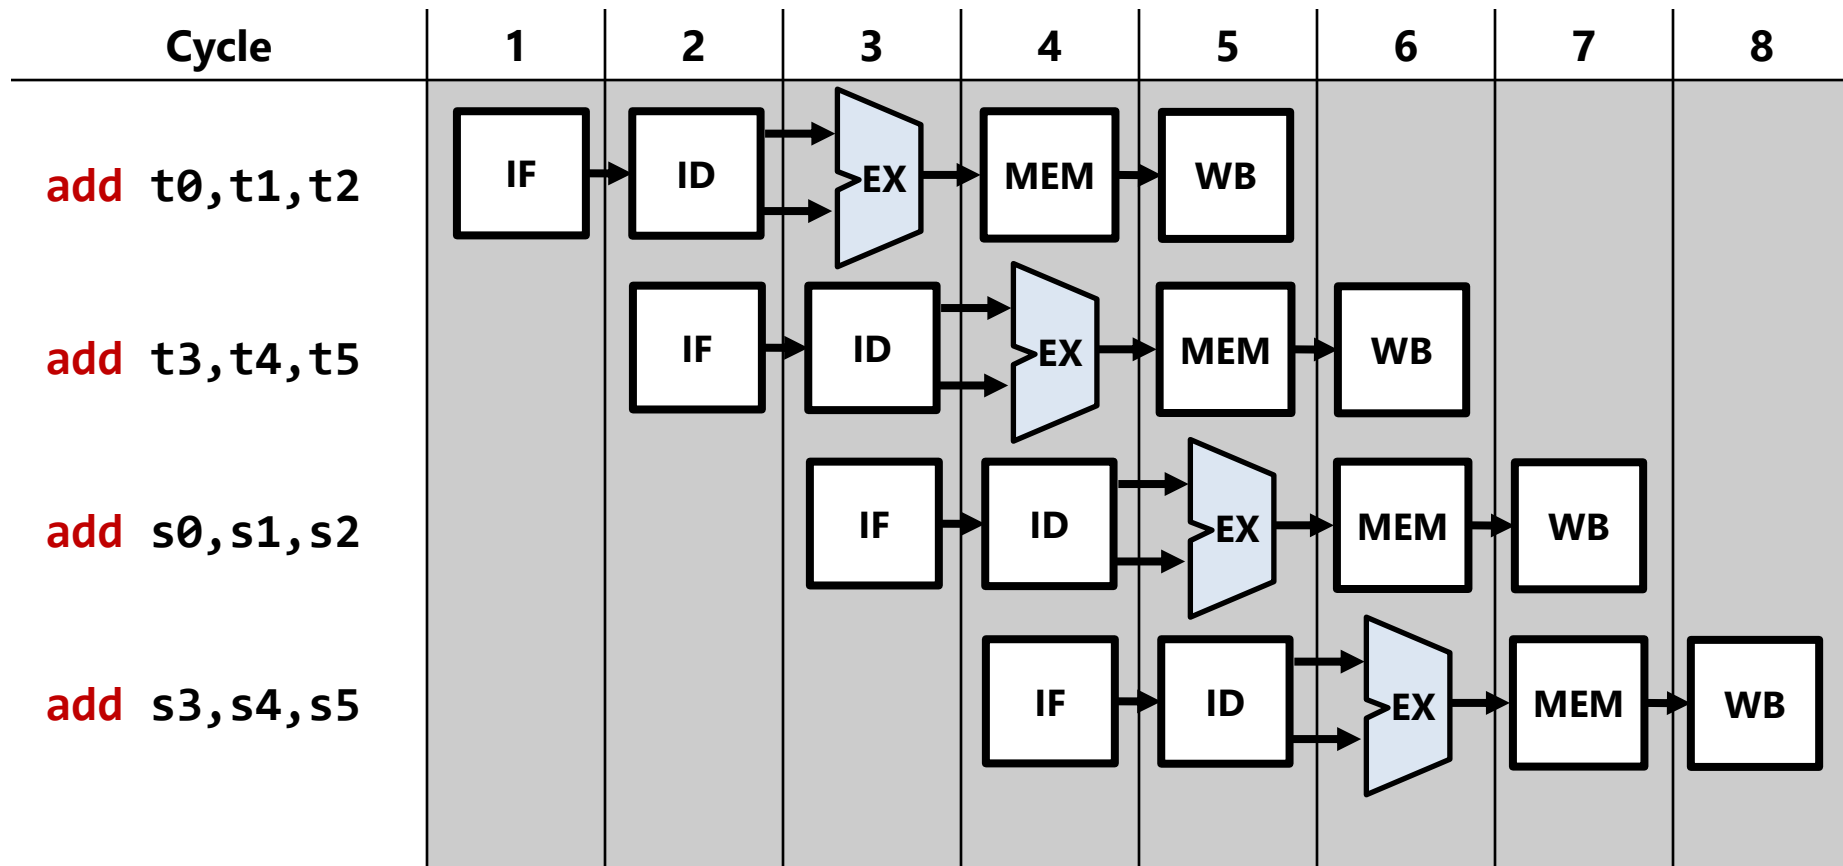 Cycle 1 2 3 4 5 6 7 8
add t0,t1,t2 IF ID EX MEM WB
add t3,t4,t5 IF ID EX MEM WB
add s0,s1,s2 IF ID EX MEM WB
add s3,s4,s5 IF ID EX MEM WB